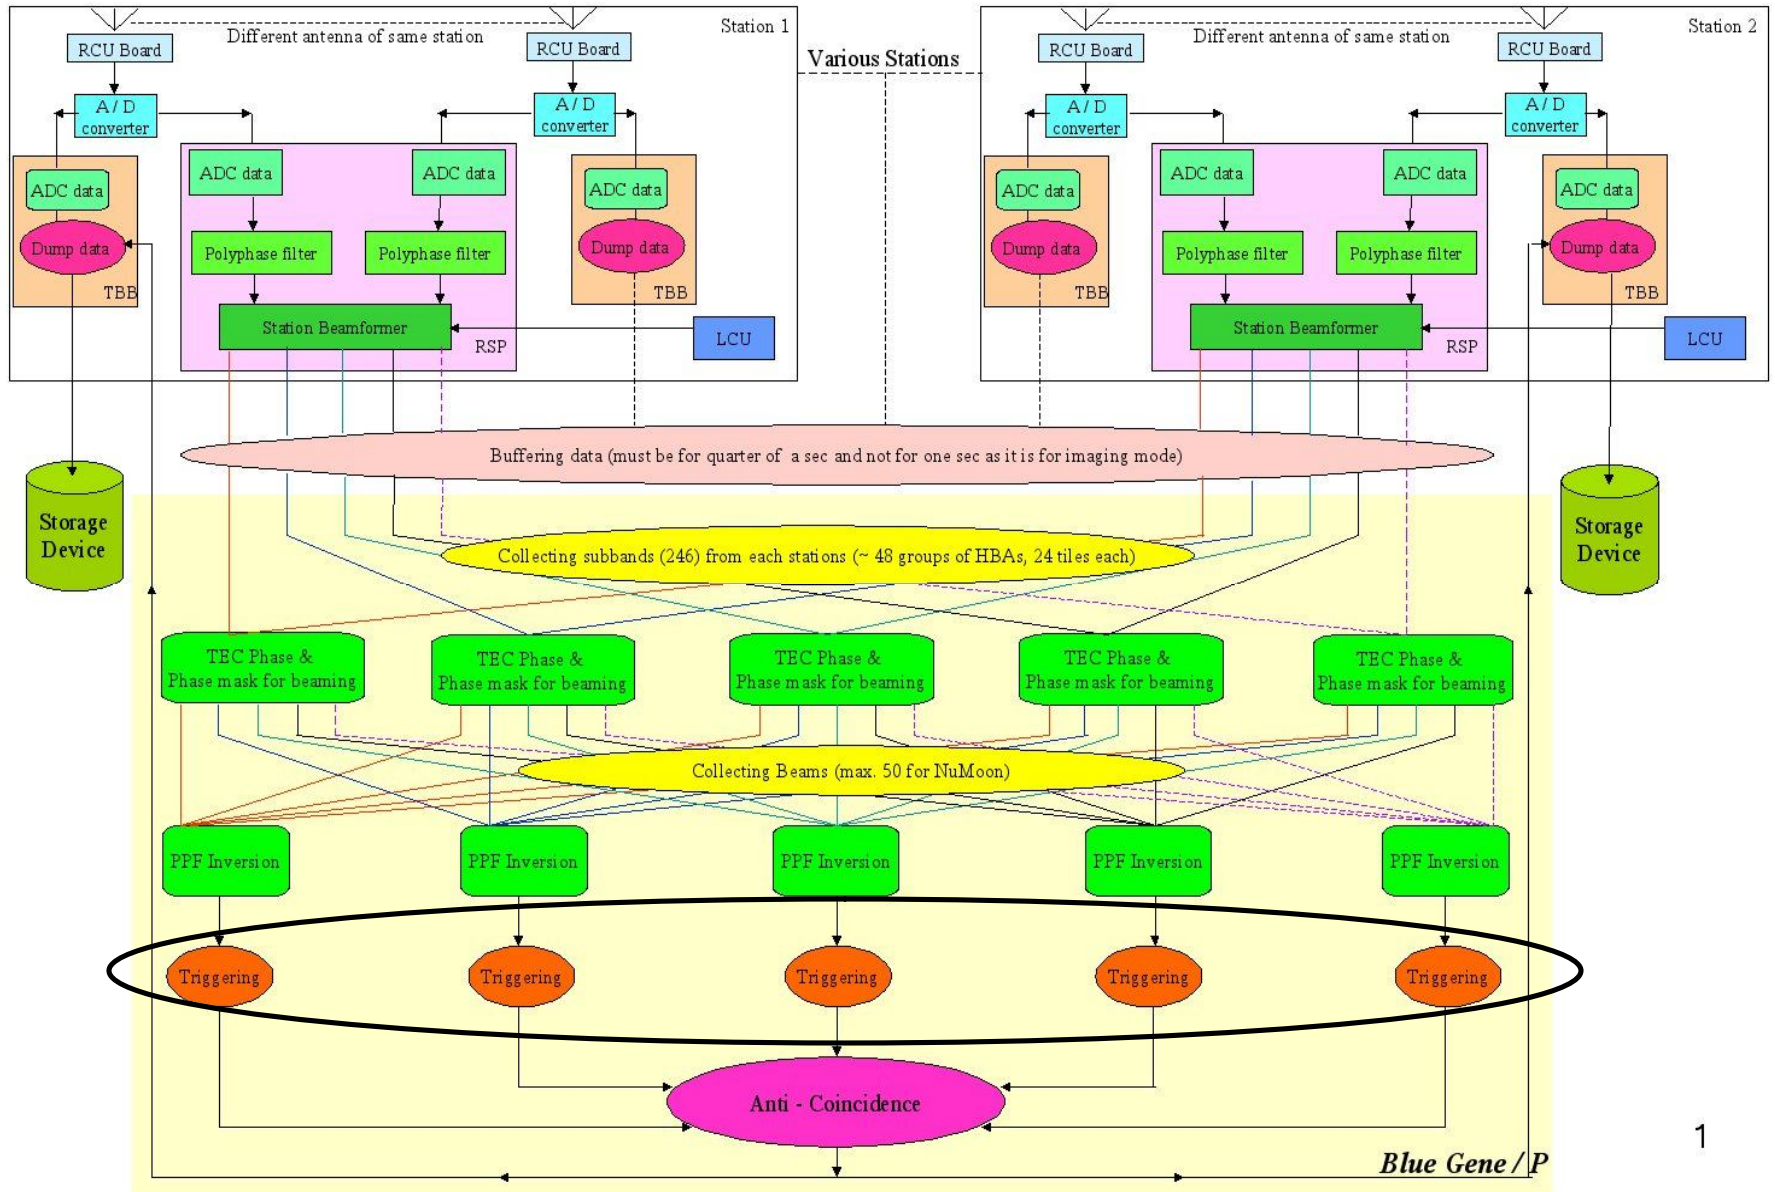 Station 1
Station 2
Different antenna of same station
Different antenna of same station
Various Stations
RCU Board
RCU Board
RCU Board
RCU Board
A / D
converter
A / D
converter
A / D
converter
A / D
converter
ADC data
ADC data
ADC data
ADC data
ADC data
ADC data
ADC data
ADC data
Dump data
Polyphase filter
Polyphase filter
Dump data
Dump data
Polyphase filter
Polyphase filter
Dump data
TBB
TBB
TBB
TBB
Station Beamformer
RSP
LCU
Station Beamformer
RSP
LCU
Buffering data (must be for quarter of a sec and not for one sec as it is for imaging mode)
Storage
Device
Storage
Device
Collecting subbands (246) from each stations (~ 48 groups of HBAs, 24 tiles each)
TEC Phase &
Phase mask for beaming
TEC Phase &
Phase mask for beaming
TEC Phase &
Phase mask for beaming
TEC Phase &
Phase mask for beaming
TEC Phase &
Phase mask for beaming
Collecting Beams (max. 50 for NuMoon)
PPF Inversion
PPF Inversion
PPF Inversion
PPF Inversion
PPF Inversion
Triggering
Triggering
Triggering
Triggering
Triggering
Anti - Coincidence
Blue Gene / P
1